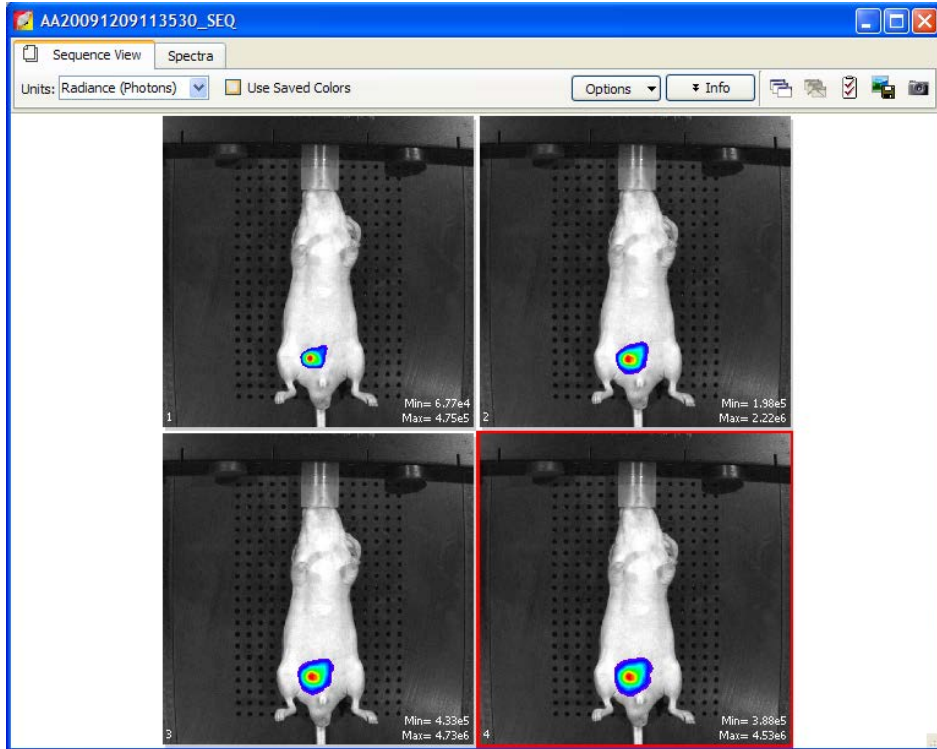 AA20091209113530_SEQ
Sequence View Spectra
Units: Radiance (Photons) Use Saved Colors Options Info
Min= 6.77e4 Min= 1.98e5
1 Max= 4.75e5 2 Max= 2.22e6
Min= 4.33e5 Min= 3.88e5
3 Max= 4.73e6 4 Max= 4.53e6